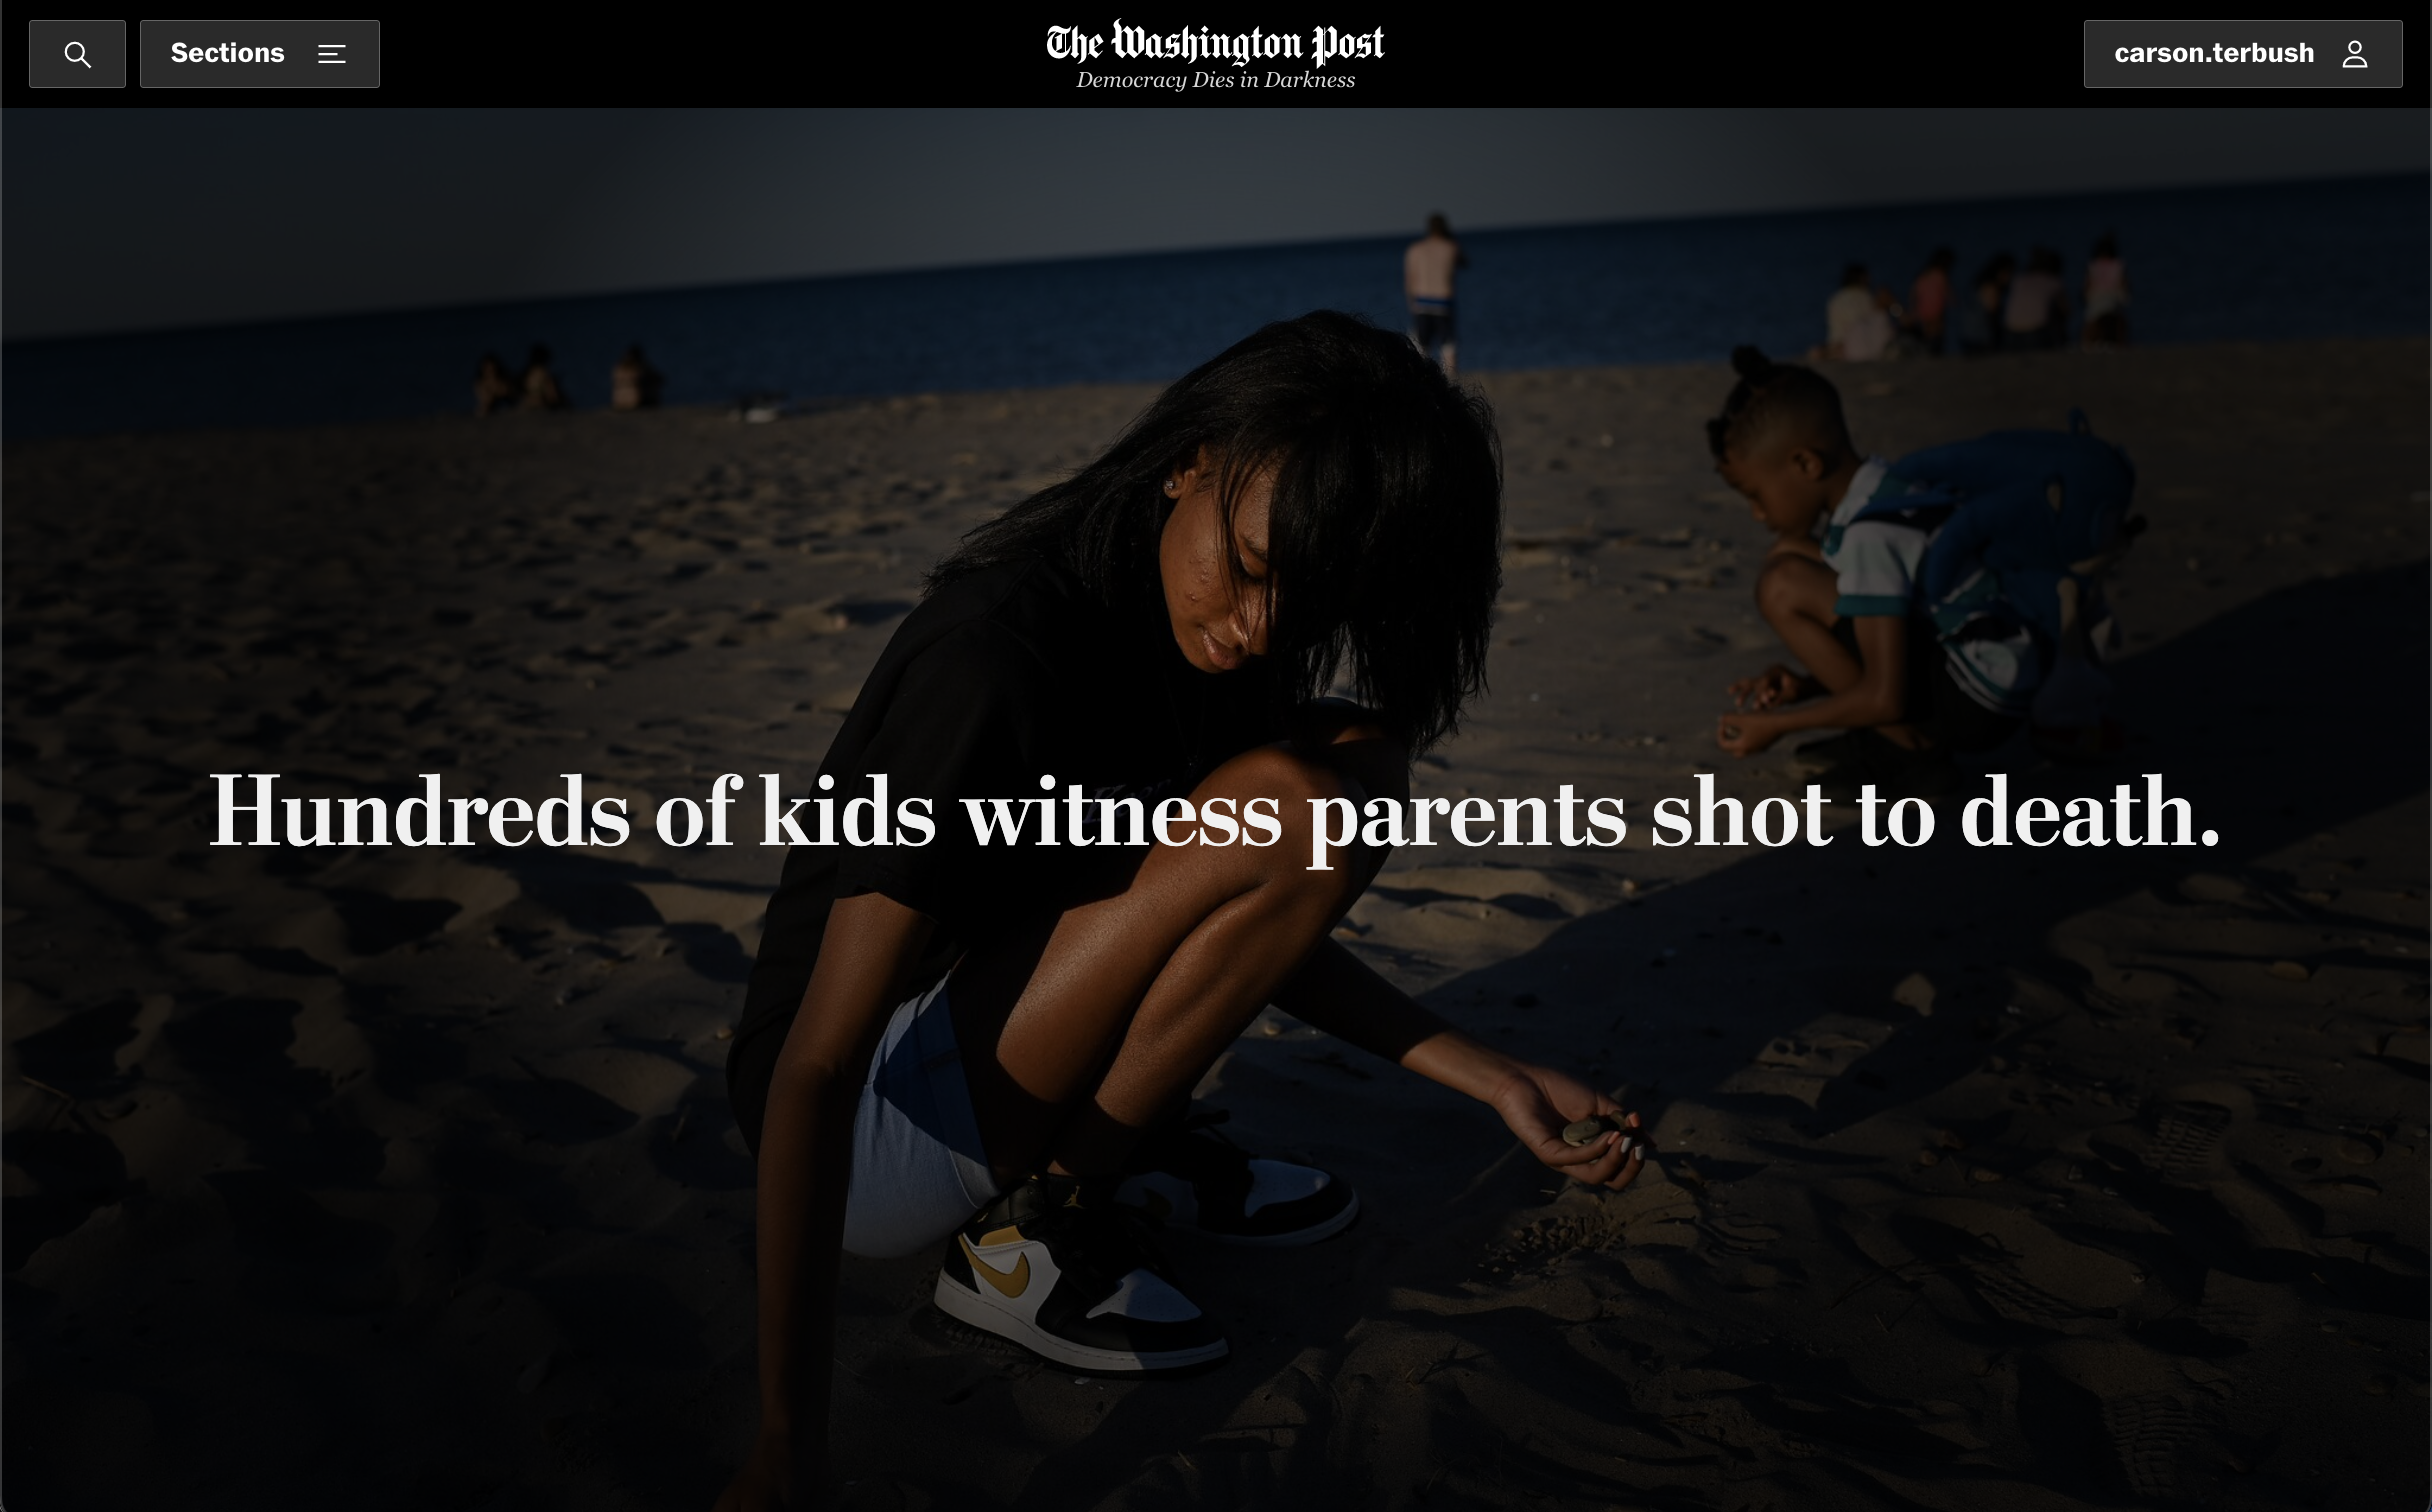 Sections
The Washington Post
Democracy Dies in Darkness
carson.terbush
Hundreds of kids witness parents shot to death.